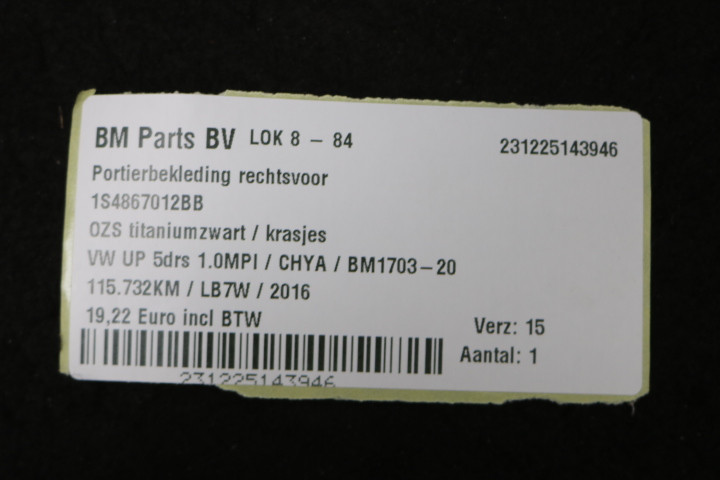 BM Parts BV LOK 8 - 84 231225143946
Portierbekleding rechtsvoor
1S4867012BB
OZS titaniumzwart / krasjes
VW UP 5drs 1.0MPI / CHYA / BM1703-20
115.732KM / LB7W / 2016
19,22 Euro incl BTW
Verz: 15
Aantal: 1
231225143946